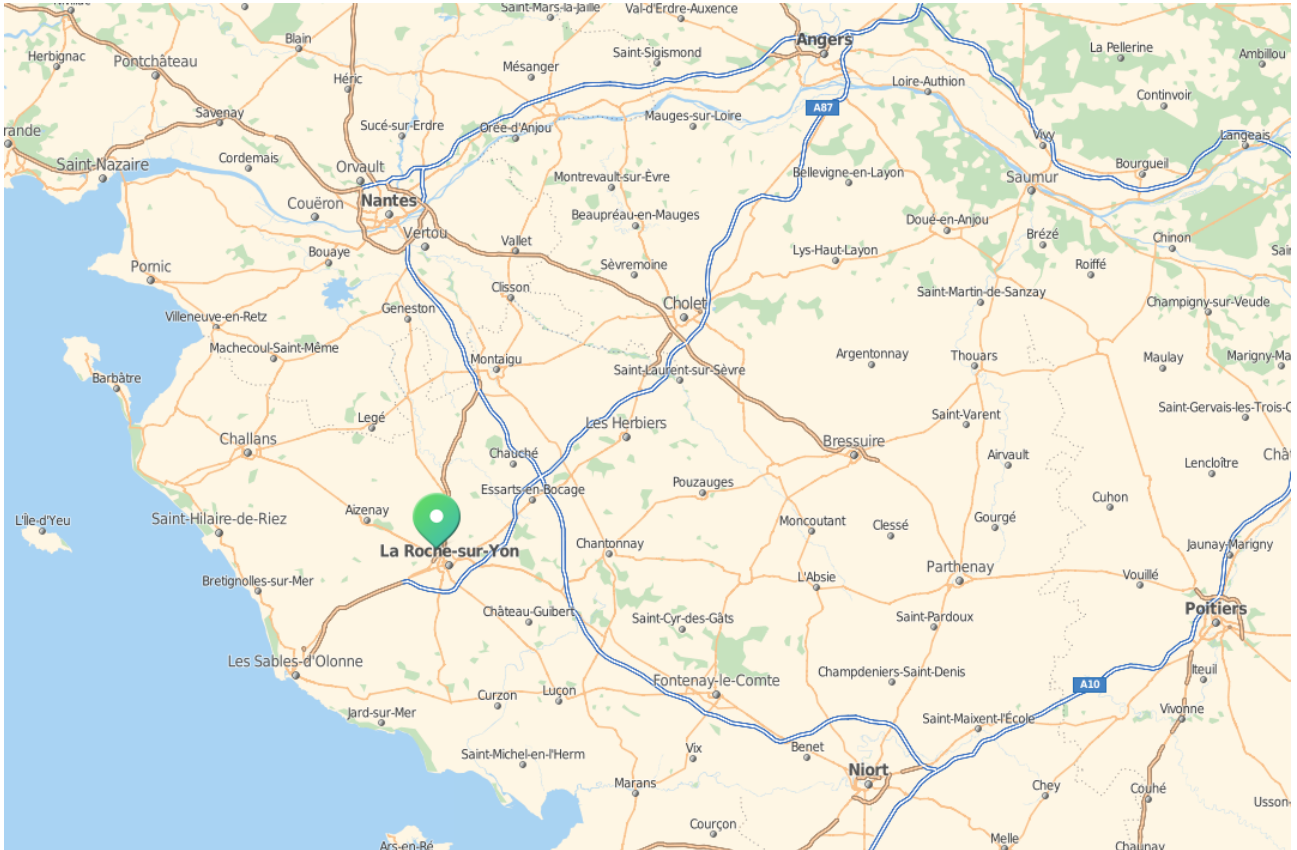 Saint-Mars-la-Jaille
Val-d'Erdre-Auxence
Blain
Angers
La Pellerine
Herbignac
Pontchâteau
Saint-Sigismond
Ambillou
Mésanger
Héric
Loire-Authion
Continvoir
A87
Savenay
Sucé-sur-Erdre
Orée-d'Anjou
Mauges-sur-Loire
Vivy
Langeais
Cordemais
Saint-Nazaire
Orvault
Bourgueil
Montrevault-sur-Èvre
Bellevigne-en-Layon
Saumur
Couëron
Nantes
Beaupréau-en-Mauges
Doué-en-Anjou
Vertou
Vallet
Brézé
Chinon
Bouaye
Lys-Haut-Layon
Pornic
Sèvremoine
Roiffé
Clisson
Saint-Martin-de-Sanzay
Geneston
Cholet
Champigny-sur-Veude
Villeneuve-en-Retz
Machecoul-Saint-Même
Montaigu
Argentonnay
Thouars
Maulay
Barbâtre
Saint-Laurent-sur-Sèvre
Saint-Varent
Legé
Les Herbiers
Challans
Bressuire
Chauché
Airvault
Lencloître
Essarts-en-Bocage
Pouzauges
Cuhon
Aizenay
L'Île-d'Yeu
Saint-Hilaire-de-Riez
Moncoutant
Clessé
Gourgé
La Roche-sur-Yon
Chantonnay
Jaunay-Marigny
Bretignolles-sur-Mer
L'Absie
Parthenay
Vouillé
Château-Guibert
Saint-Cyr-des-Gâts
Saint-Pardoux
Poitiers
Les Sables-d'Olonne
Champdeniers-Saint-Denis
Iteuil
Fontenay-le-Comte
A10
Curzon
Luçon
Jard-sur-Mer
Saint-Maixent-l'École
Vivonne
Saint-Michel-en-l'Herm
Vix
Benet
Niort
Marans
Chey
Couhé
Courçon
Melle
Chaunay
Ars-en-Ré